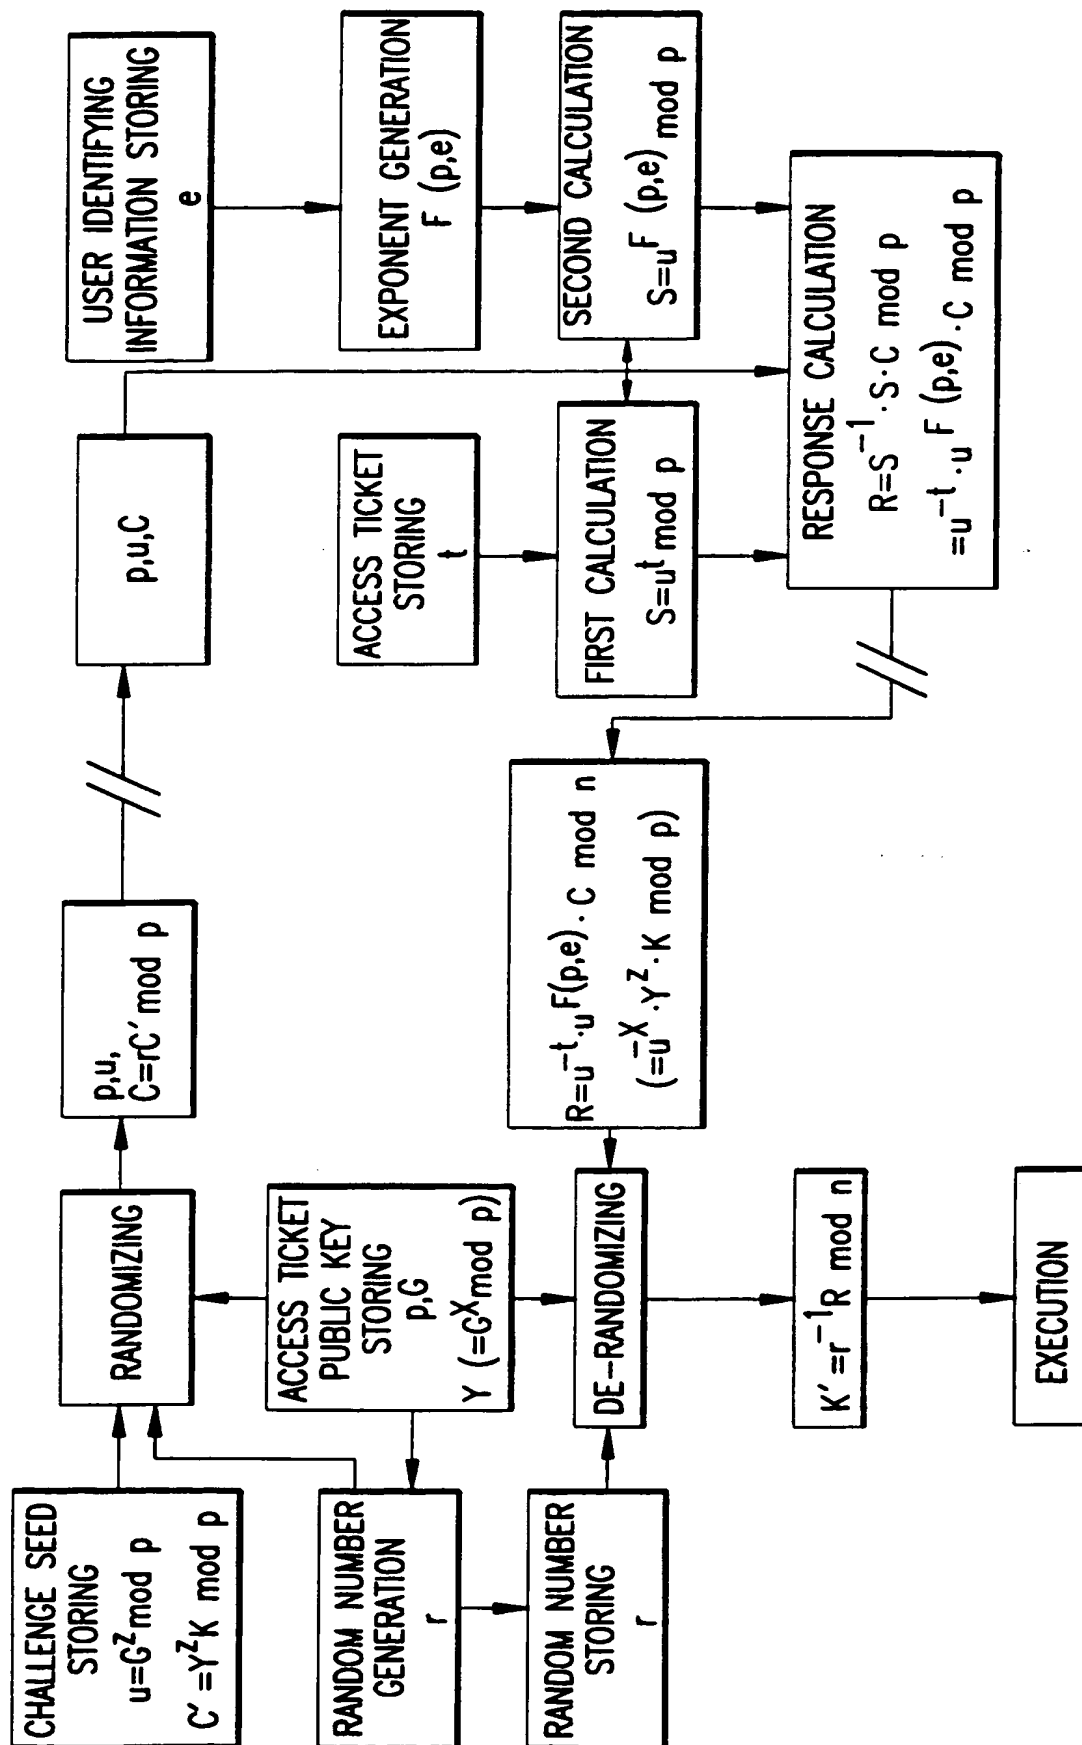 CHALLENGE SEED
STORING
u=G^z mod p
C′=Y^z K mod p
RANDOMIZING
p,u,
C=rC′ mod p
p,u,C
USER IDENTIFYING
INFORMATION STORING
e
RANDOM NUMBER
GENERATION
r
ACCESS TICKET
PUBLIC KEY
STORING
p,G
Y (=G^X mod p)
ACCESS TICKET
STORING
t
EXPONENT GENERATION
F (p,e)
RANDOM NUMBER
STORING
r
DE-RANDOMIZING
R=u^-t·u^F(p,e)·C mod n
(=u^-X·Y^z·K mod p)
FIRST CALCULATION
S=u^t mod p
SECOND CALCULATION
S=u^F (p,e) mod p
K′=r^-1 R mod n
RESPONSE CALCULATION
R=S^-1·S·C mod p
=u^-t·u^F (p,e)·C mod p
EXECUTION